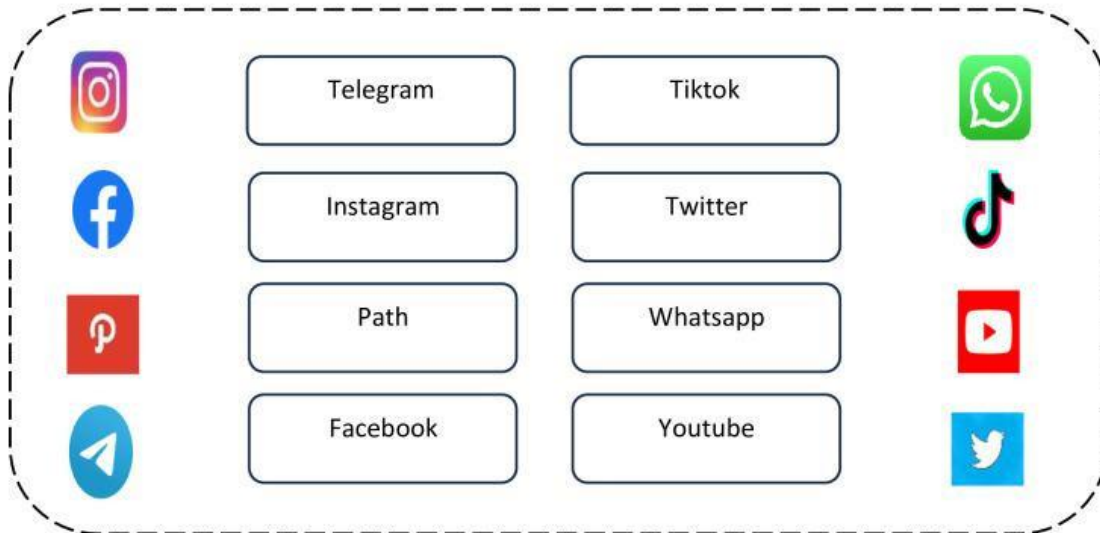 Telegram
Tiktok
Instagram
Twitter
Path
Whatsapp
Facebook
Youtube